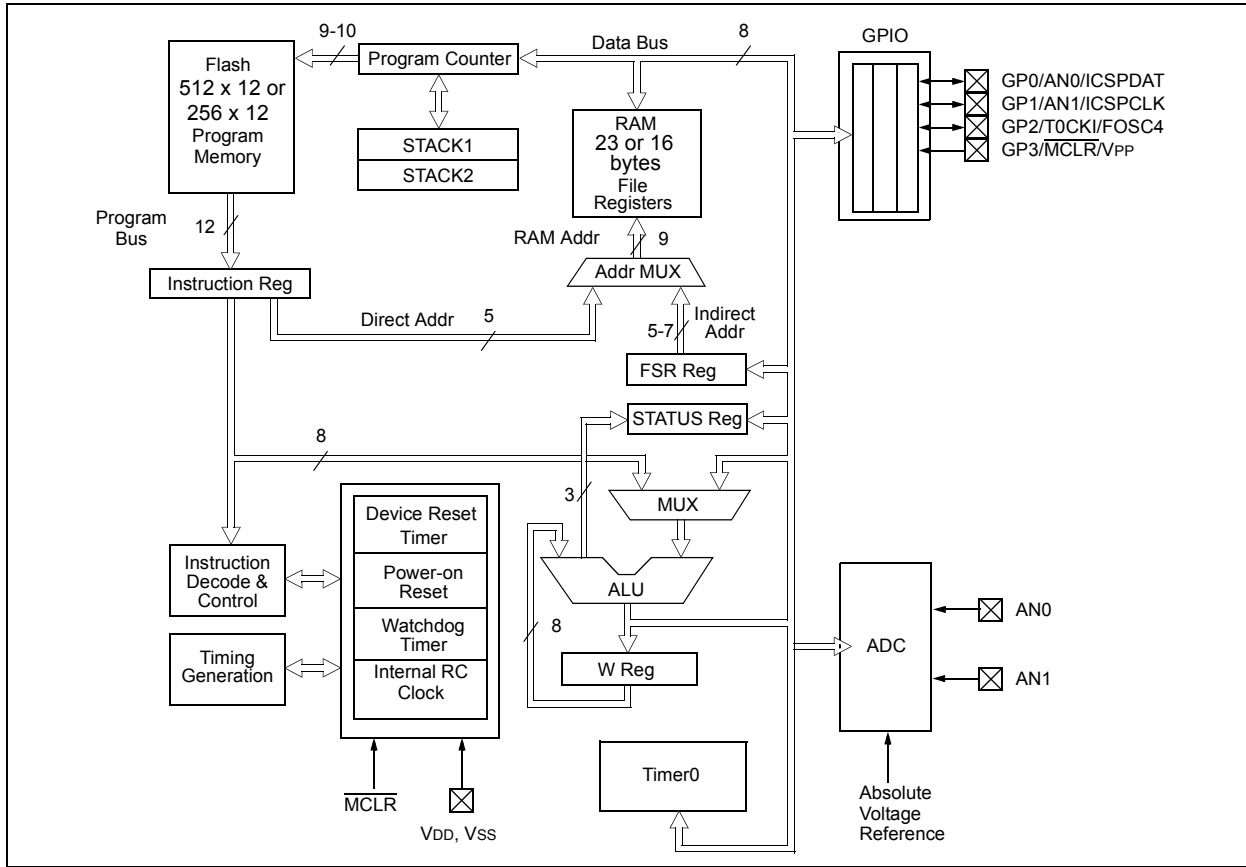 9-10
Flash
512 x 12 or
256 x 12
Program
Memory
Program Counter
STACK1
STACK2
Data Bus
8
RAM
23 or 16
bytes
File
Registers
GPIO
GP0/AN0/ICSPDAT
GP1/AN1/ICSPCLK
GP2/T0CKI/FOSC4
GP3/MCLR/VPP
Program
Bus
12
RAM Addr
9
Addr MUX
Instruction Reg
Direct Addr
5
5-7
Indirect
Addr
FSR Reg
STATUS Reg
8
3
MUX
Device Reset
Timer
Power-on
Reset
Watchdog
Timer
Internal RC
Clock
Instruction
Decode &
Control
Timing
Generation
ALU
8
W Reg
ADC
AN0
AN1
Timer0
MCLR
VDD, VSS
Absolute
Voltage
Reference